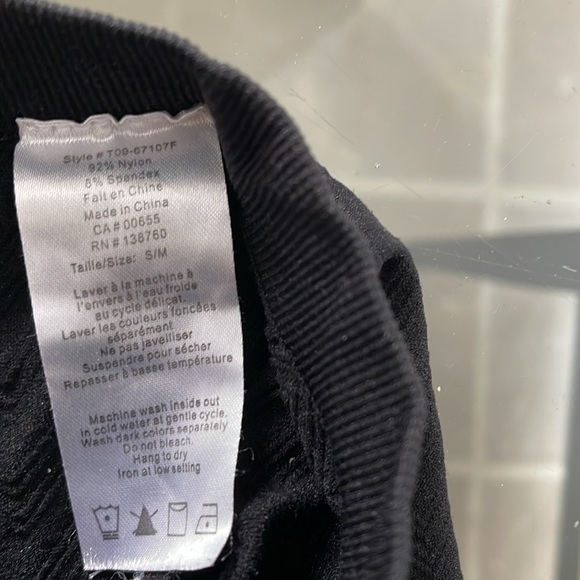 Style # T09-67107F
92% Nylon
8% Spandex
Fait en Chine
Made in China
CA # 00655
RN # 138760
Taille/Size: S/M
Laver à la machine à
l'envers à l'eau froide
au cycle délicat.
Laver les couleurs foncées
séparément
Ne pas javelliser
Suspendre pour sécher
Repasser à basse température
Machine wash inside out
in cold water at gentle cycle.
Wash dark colors separately
Do not bleach.
Hang to dry
Iron at low setting